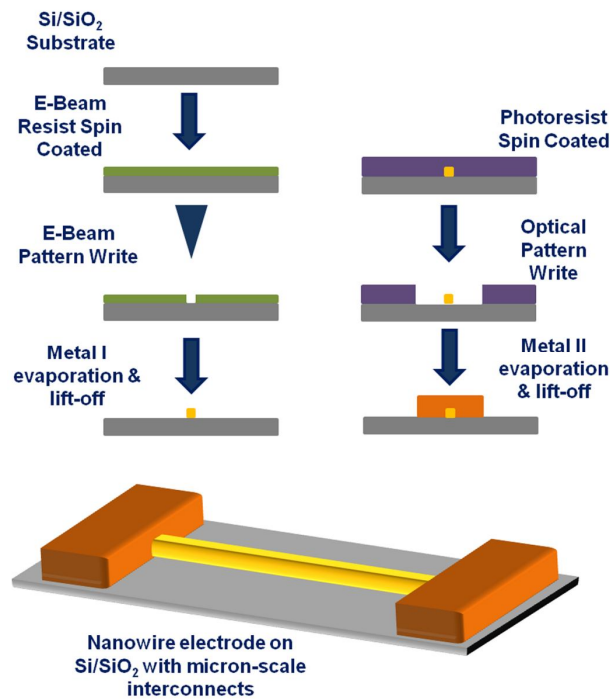 Si/SiO2
Substrate
E-Beam
Resist Spin
Coated
E-Beam
Pattern Write
Metal I
evaporation &
lift-off
Photoresist
Spin Coated
Optical
Pattern
Write
Metal II
evaporation
& lift-off
Nanowire electrode on
Si/SiO2 with micron-scale
interconnects